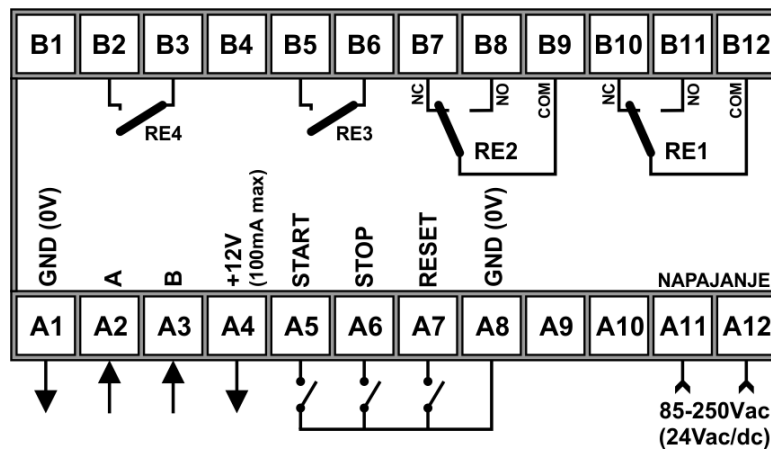 B1 B2 B3 B4 B5 B6 B7 B8 B9 B10 B11 B12
NC NO COM NC NO COM
RE4 RE3 RE2 RE1
GND (0V)
A
B
+12V
(100mA max)
START
STOP
RESET
GND (0V)
NAPAJANJE
A1 A2 A3 A4 A5 A6 A7 A8 A9 A10 A11 A12
85-250Vac
(24Vac/dc)